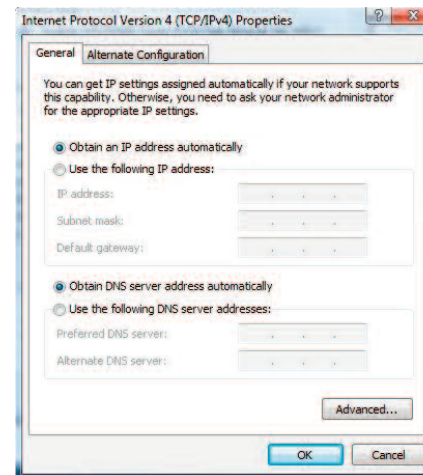 Internet Protocol Version 4 (TCP/IPv4) Properties
General
Alternate Configuration
You can get IP settings assigned automatically if your network supports
this capability. Otherwise, you need to ask your network administrator
for the appropriate IP settings.
Obtain an IP address automatically
Use the following IP address:
IP address:
Subnet mask:
Default gateway:
Obtain DNS server address automatically
Use the following DNS server addresses:
Preferred DNS server:
Alternate DNS server:
Advanced...
OK
Cancel